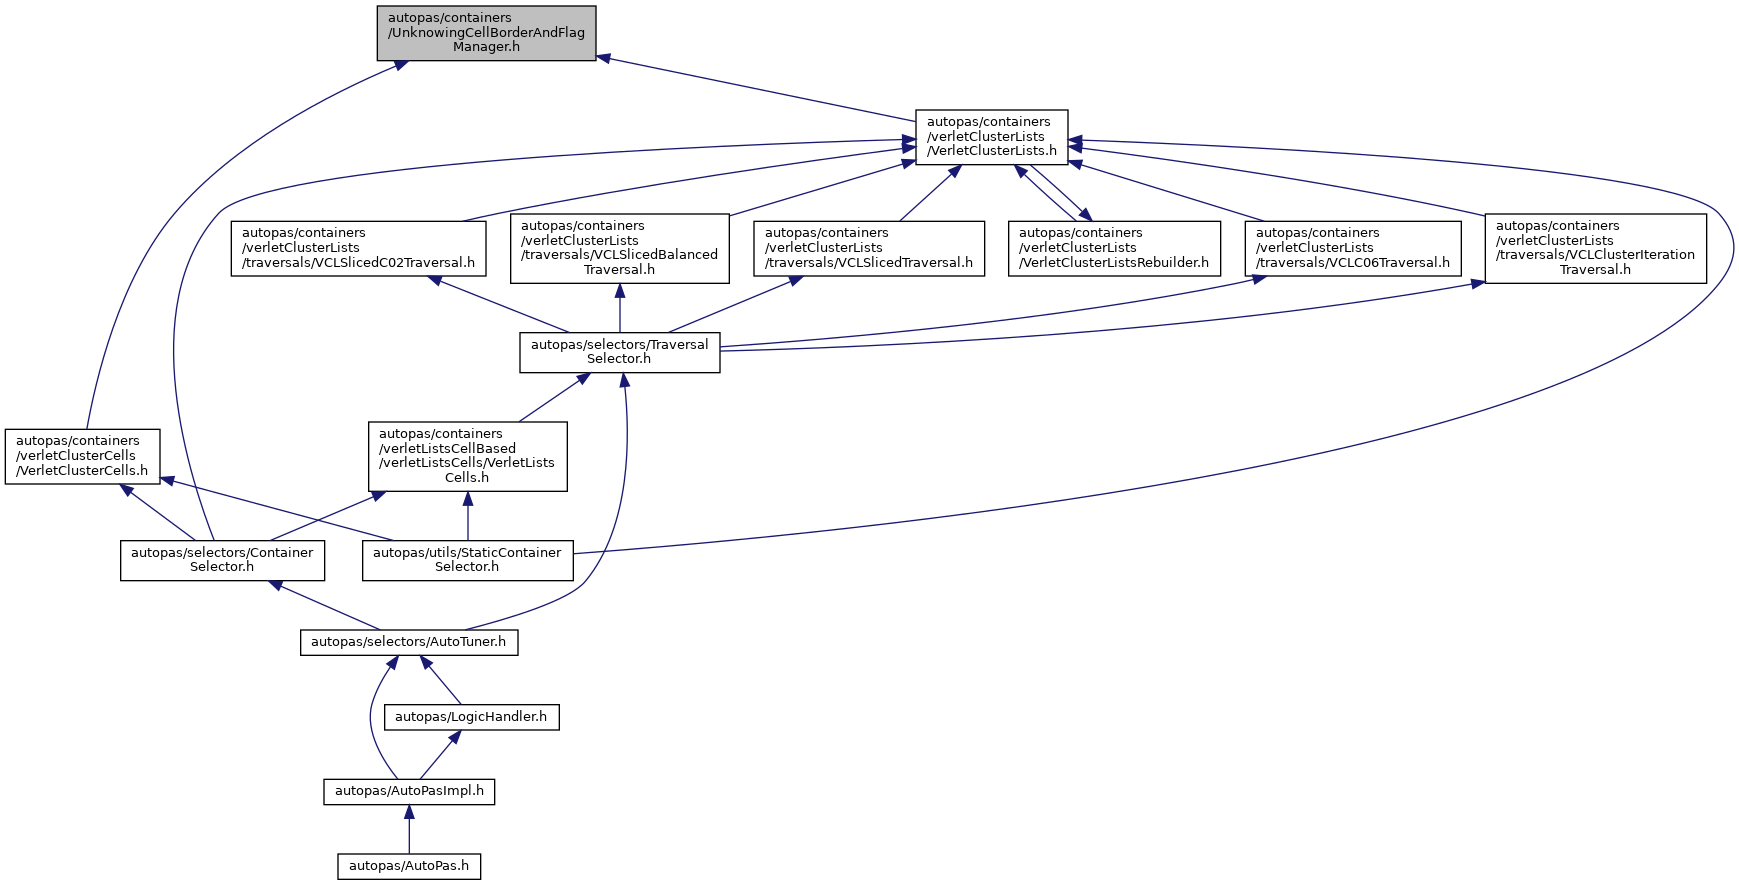 autopas/containers
/UnknowingCellBorderAndFlag
Manager.h
autopas/containers
/verletClusterLists
/VerletClusterLists.h
autopas/containers
/verletClusterLists
/traversals/VCLSlicedC02Traversal.h
autopas/containers
/verletClusterLists
/traversals/VCLSlicedBalanced
Traversal.h
autopas/containers
/verletClusterLists
/traversals/VCLSlicedTraversal.h
autopas/containers
/verletClusterLists
/VerletClusterListsRebuilder.h
autopas/containers
/verletClusterLists
/traversals/VCLC06Traversal.h
autopas/containers
/verletClusterLists
/traversals/VCLClusterIteration
Traversal.h
autopas/selectors/Traversal
Selector.h
autopas/containers
/verletClusterCells
/VerletClusterCells.h
autopas/containers
/verletListsCellBased
/verletListsCells/VerletLists
Cells.h
autopas/selectors/Container
Selector.h
autopas/utils/StaticContainer
Selector.h
autopas/selectors/AutoTuner.h
autopas/LogicHandler.h
autopas/AutoPasImpl.h
autopas/AutoPas.h